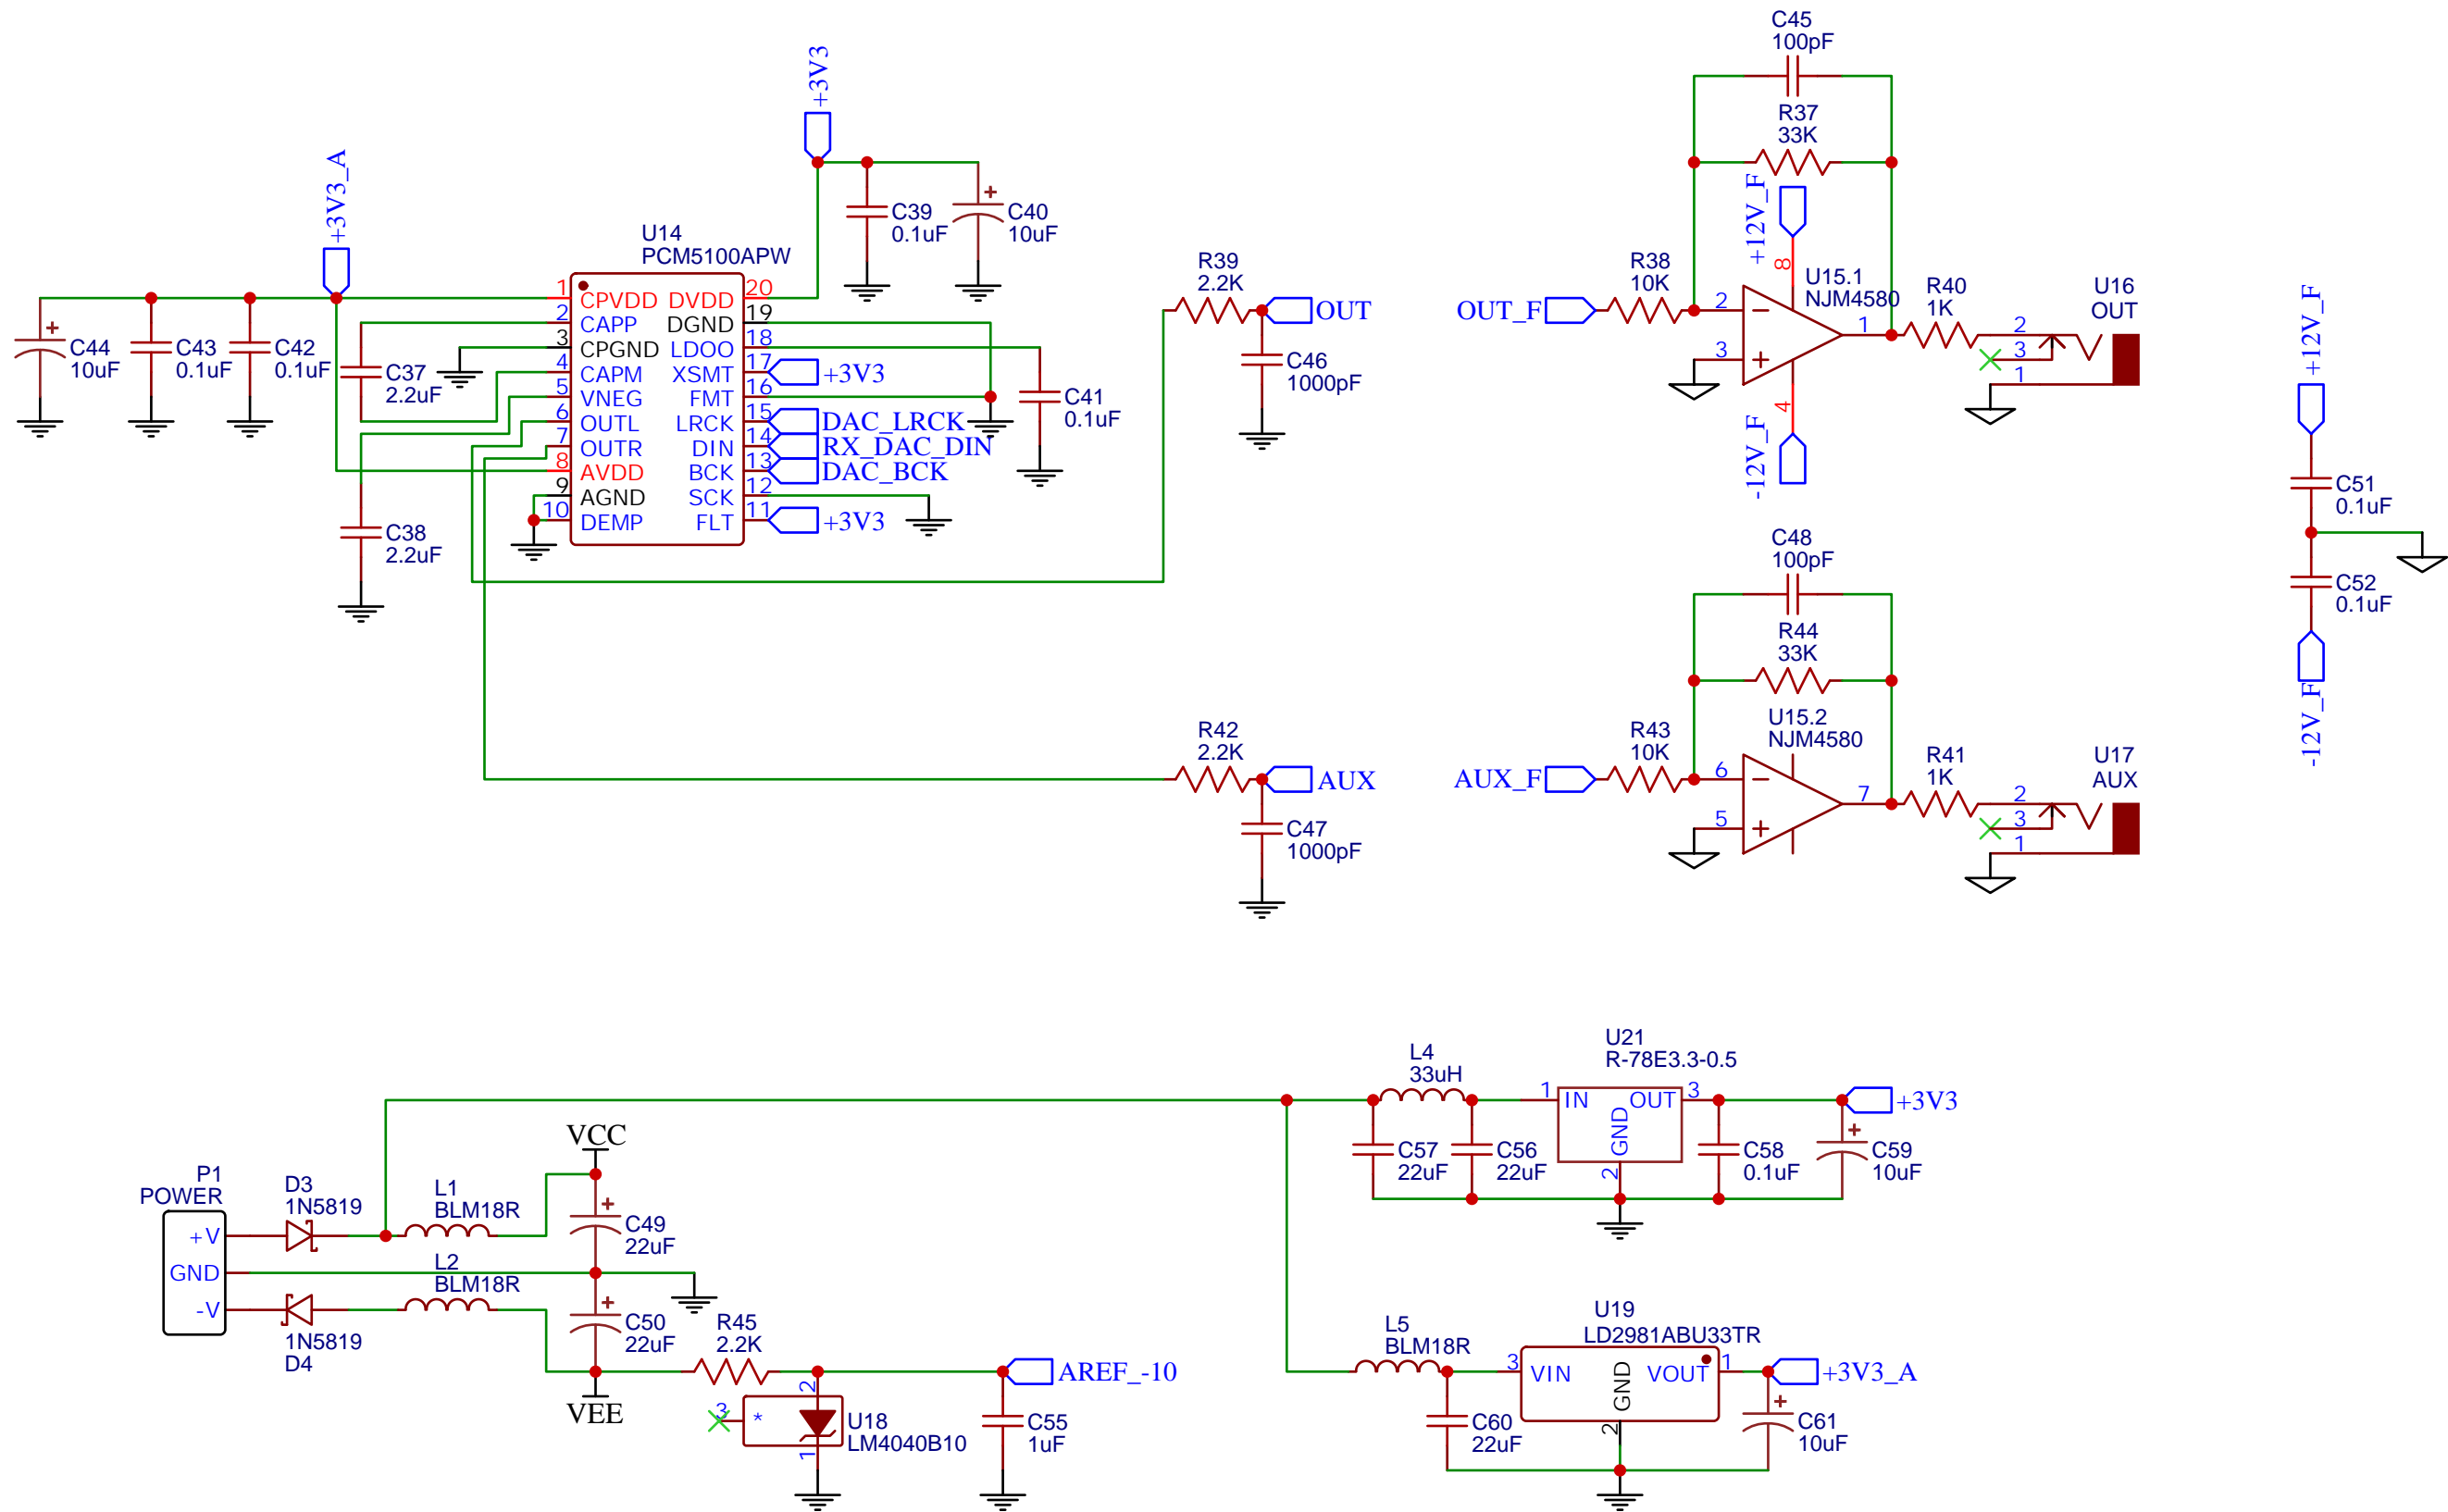 C45
100pF
R37
33K
+3V3
+3V3_A
C39
0.1uF
C40
10uF
U14
PCM5100APW
C44
10uF
C43
0.1uF
C42
0.1uF
C37
2.2uF
C38
2.2uF
1 CPVDD DVDD 20
2 CAPP DGND 19
3 CPGND LDOO 18
4 CAPM XSMT 17 +3V3
5 VNEG FMT 16
6 OUTL LRCK 15 DAC_LRCK
7 OUTR DIN 14 RX_DAC_DIN
8 AVDD BCK 13 DAC_BCK
9 AGND SCK 12
10 DEMP FLT 11 +3V3
C41
0.1uF
R39
2.2K
OUT
C46
1000pF
OUT_F
R38
10K
+12V_F
8
U15.1
NJM4580
2
3
1
4
-12V_F
R40
1K
U16
OUT
2
3
1
+12V_F
C51
0.1uF
C52
0.1uF
-12V_F
C48
100pF
R44
33K
R42
2.2K
AUX
C47
1000pF
AUX_F
R43
10K
U15.2
NJM4580
6
5
7
R41
1K
U17
AUX
2
3
1
P1
POWER
+V
GND
-V
D3
1N5819
1N5819
D4
L1
BLM18R
L2
BLM18R
VCC
C49
22uF
C50
22uF
VEE
R45
2.2K
2
3
*
1
U18
LM4040B10
AREF_-10
C55
1uF
L4
33uH
U21
R-78E3.3-0.5
1 IN OUT 3
GND
2
+3V3
C57
22uF
C56
22uF
C58
0.1uF
C59
10uF
L5
BLM18R
U19
LD2981ABU33TR
3 VIN VOUT 1
GND
2
+3V3_A
C60
22uF
C61
10uF